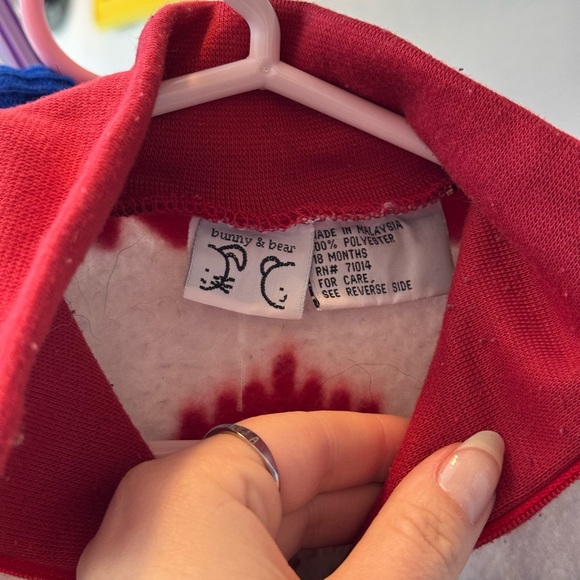 bunny & bear
MADE IN MALAYSIA
100% POLYESTER
18 MONTHS
RN# 71014
FOR CARE,
SEE REVERSE SIDE